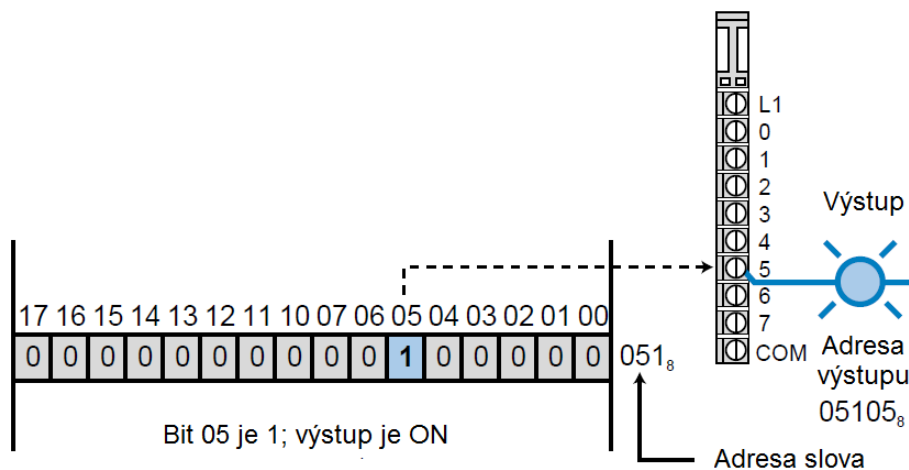 L1
0
1
2
3
4
5
6
7
COM
Výstup
Adresa
výstupu
05105₈
17 16 15 14 13 12 11 10 07 06 05 04 03 02 01 00
0 0 0 0 0 0 0 0 0 0 1 0 0 0 0 0
051₈
Bit 05 je 1; výstup je ON
Adresa slova